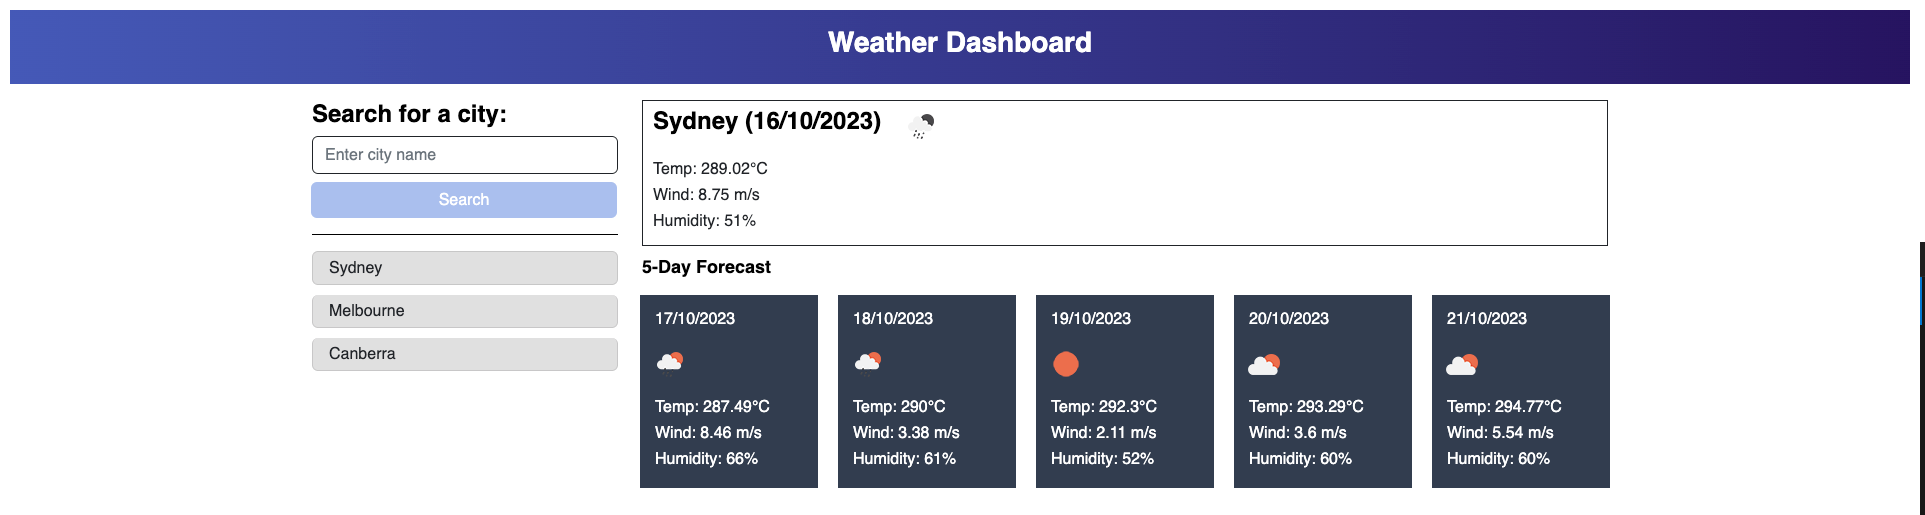 Weather Dashboard
Search for a city:
Enter city name
Search
Sydney
Melbourne
Canberra
Sydney (16/10/2023)
Temp: 289.02°C
Wind: 8.75 m/s
Humidity: 51%
5-Day Forecast
17/10/2023
Temp: 287.49°C
Wind: 8.46 m/s
Humidity: 66%
18/10/2023
Temp: 290°C
Wind: 3.38 m/s
Humidity: 61%
19/10/2023
Temp: 292.3°C
Wind: 2.11 m/s
Humidity: 52%
20/10/2023
Temp: 293.29°C
Wind: 3.6 m/s
Humidity: 60%
21/10/2023
Temp: 294.77°C
Wind: 5.54 m/s
Humidity: 60%